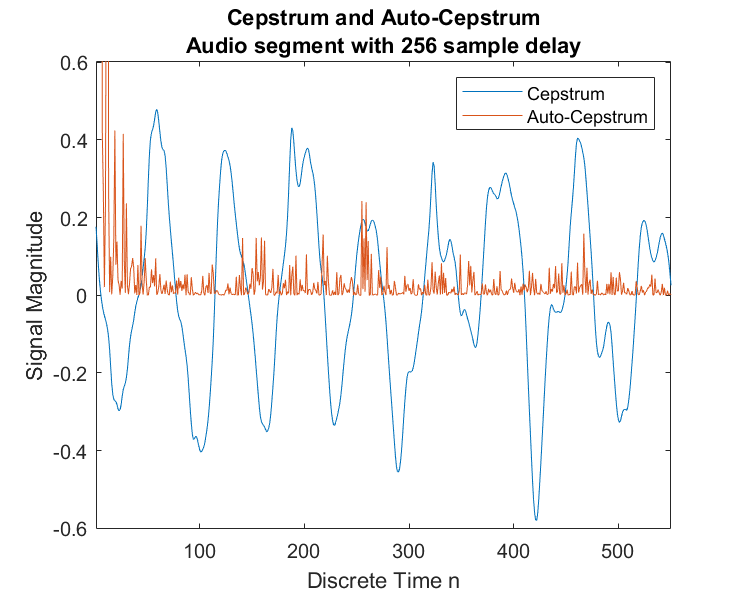 Cepstrum and Auto-Cepstrum
Audio segment with 256 sample delay
Cepstrum
Auto-Cepstrum
0.6
0.4
0.2
0
-0.2
-0.4
-0.6
Signal Magnitude
100
200
300
400
500
Discrete Time n